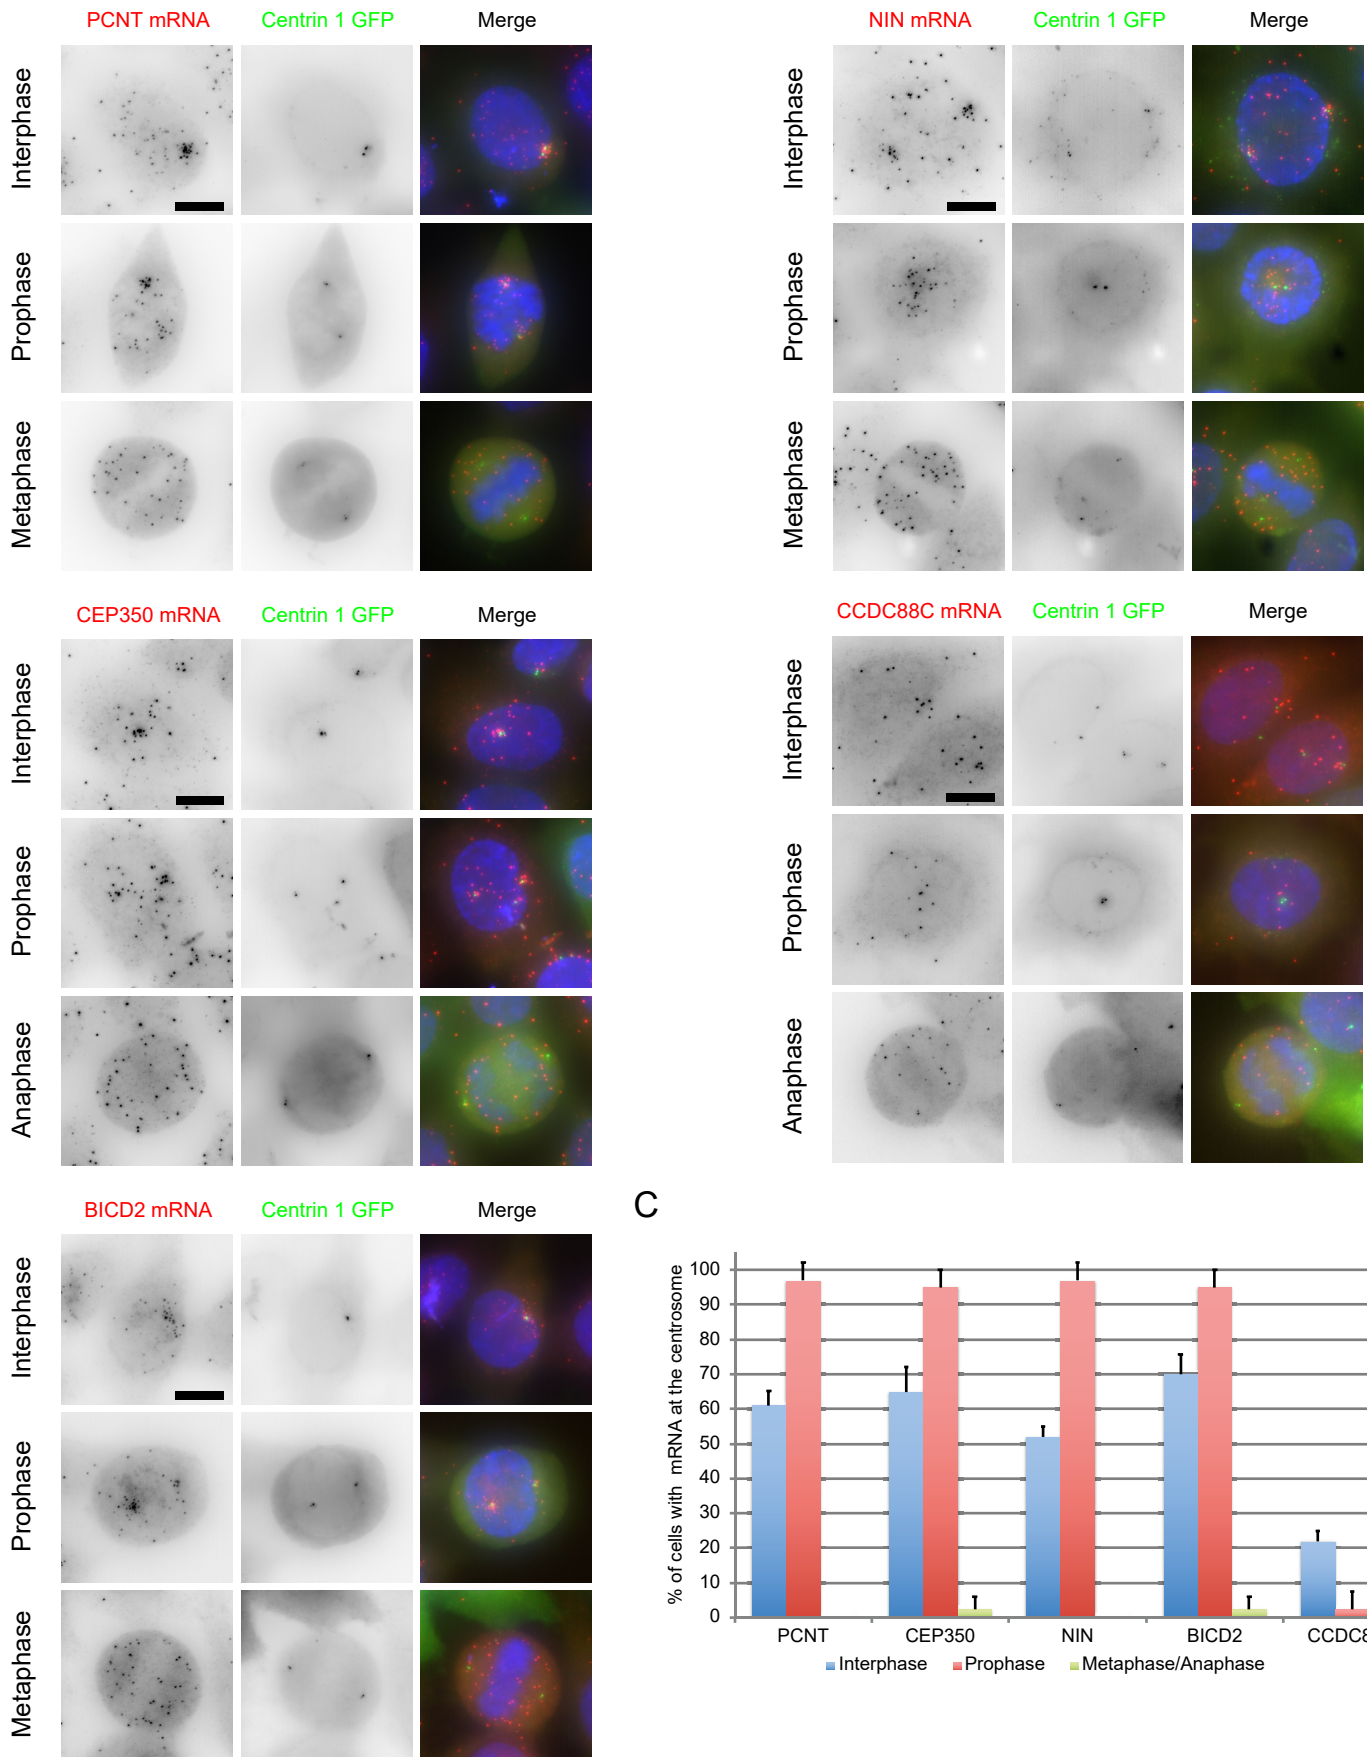 PCNT mRNA Centrin 1 GFP Merge
Interphase
Prophase
Metaphase
NIN mRNA Centrin 1 GFP Merge
Interphase
Prophase
Metaphase
CEP350 mRNA Centrin 1 GFP Merge
Interphase
Prophase
Anaphase
CCDC88C mRNA Centrin 1 GFP Merge
Interphase
Prophase
Anaphase
BICD2 mRNA Centrin 1 GFP Merge
Interphase
Prophase
Metaphase
C
% of cells with mRNA at the centrosome
100
90
80
70
60
50
40
30
20
10
0
PCNT CEP350 NIN BICD2 CCDC8
Interphase Prophase Metaphase/Anaphase